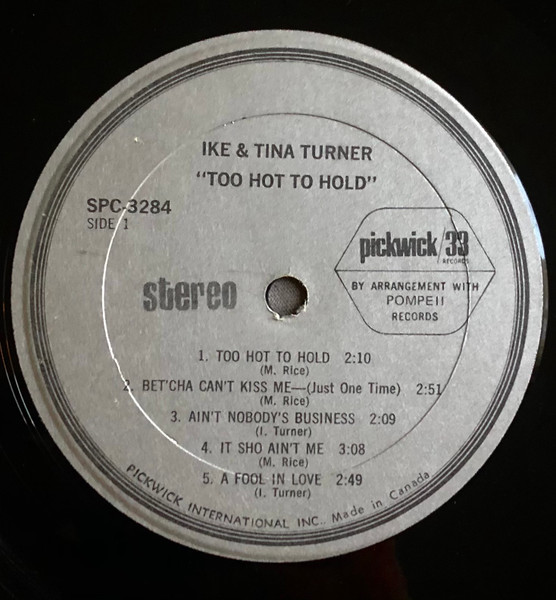 IKE & TINA TURNER
"TOO HOT TO HOLD"
SPC-3284
SIDE 1
pickwick/33
RECORDS
BY ARRANGEMENT WITH
POMPEII
RECORDS
stereo
1. TOO HOT TO HOLD 2:10
(M. Rice)
2. BET'CHA CAN'T KISS ME—(Just One Time) 2:51
(M. Rice)
3. AIN'T NOBODY'S BUSINESS 2:09
(I. Turner)
4. IT SHO AIN'T ME 3:08
(M. Rice)
5. A FOOL IN LOVE 2:49
(I. Turner)
PICKWICK INTERNATIONAL INC. Made in Canada